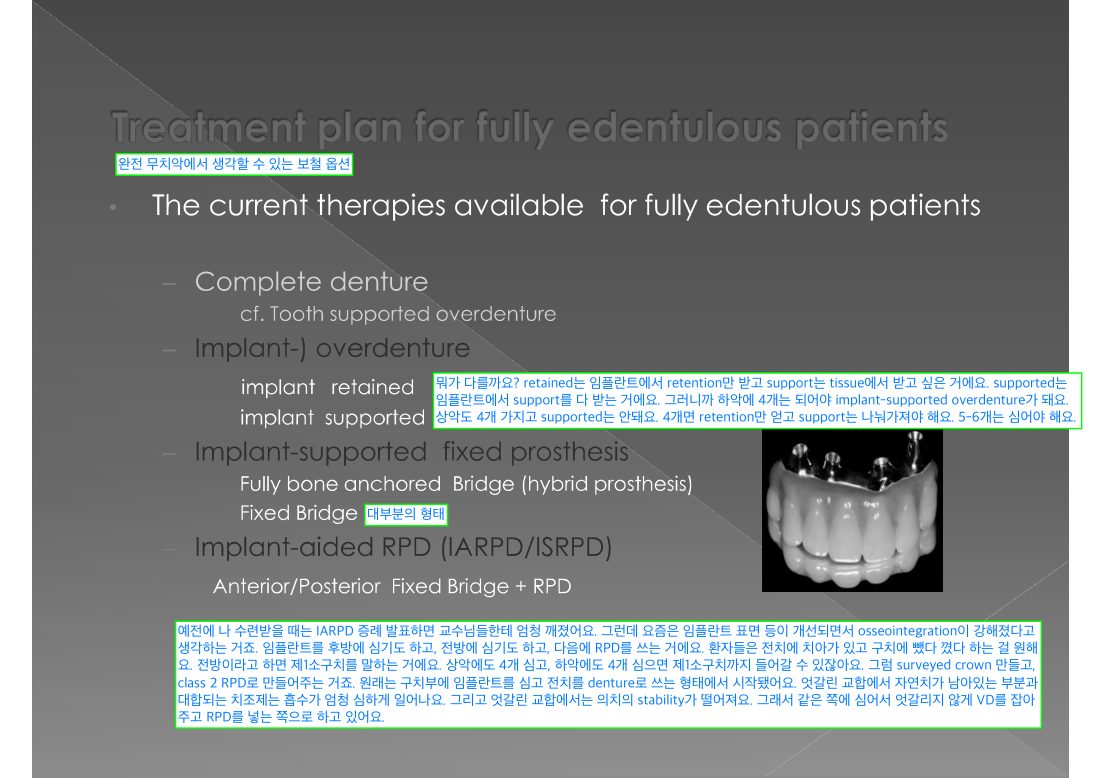 Treatment plan for fully edentulous patients
완전 무치악에서 생각할 수 있는 보철 옵션
• The current therapies available for fully edentulous patients
– Complete denture
cf. Tooth supported overdenture
– Implant-) overdenture
implant retained
implant supported
뭐가 다를까요? retained는 임플란트에서 retention만 받고 support는 tissue에서 받고 싶은 거에요. supported는
임플란트에서 support를 다 받는 거에요. 그러니까 하악에 4개는 되어야 implant-supported overdenture가 돼요.
상악도 4개 가지고 supported는 안돼요. 4개면 retention만 얻고 support는 나눠가져야 해요. 5-6개는 심어야 해요.
– Implant-supported fixed prosthesis
Fully bone anchored Bridge (hybrid prosthesis)
Fixed Bridge 대부분의 형태
– Implant-aided RPD (IARPD/ISRPD)
Anterior/Posterior Fixed Bridge + RPD
예전에 나 수련받을 때는 IARPD 증례 발표하면 교수님들한테 엄청 깨졌어요. 그런데 요즘은 임플란트 표면 등이 개선되면서 osseointegration이 강해졌다고
생각하는 거죠. 임플란트를 후방에 심기도 하고, 전방에 심기도 하고, 다음에 RPD를 쓰는 거에요. 환자들은 전치에 치아가 있고 구치에 뺐다 꼈다 하는 걸 원해
요. 전방이라고 하면 제1소구치를 말하는 거에요. 상악에도 4개 심고, 하악에도 4개 심으면 제1소구치까지 들어갈 수 있잖아요. 그럼 surveyed crown 만들고,
class 2 RPD로 만들어주는 거죠. 원래는 구치부에 임플란트를 심고 전치를 denture로 쓰는 형태에서 시작됐어요. 엇갈린 교합에서 자연치가 남아있는 부분과
대합되는 치조제는 흡수가 엄청 심하게 일어나요. 그리고 엇갈린 교합에서는 의치의 stability가 떨어져요. 그래서 같은 쪽에 심어서 엇갈리지 않게 VD를 잡아
주고 RPD를 넣는 쪽으로 하고 있어요.